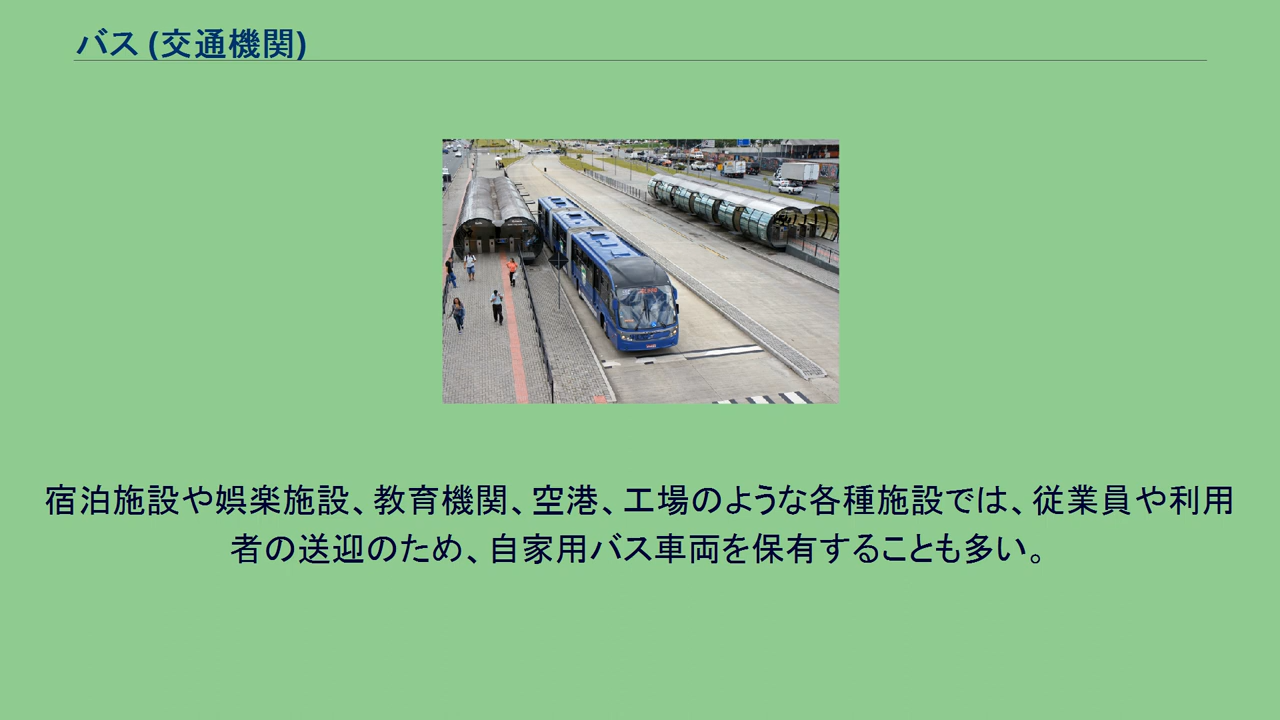 バス (交通機関)
宿泊施設や娯楽施設、教育機関、空港、工場のような各種施設では、従業員や利用
者の送迎のため、自家用バス車両を保有することも多い。